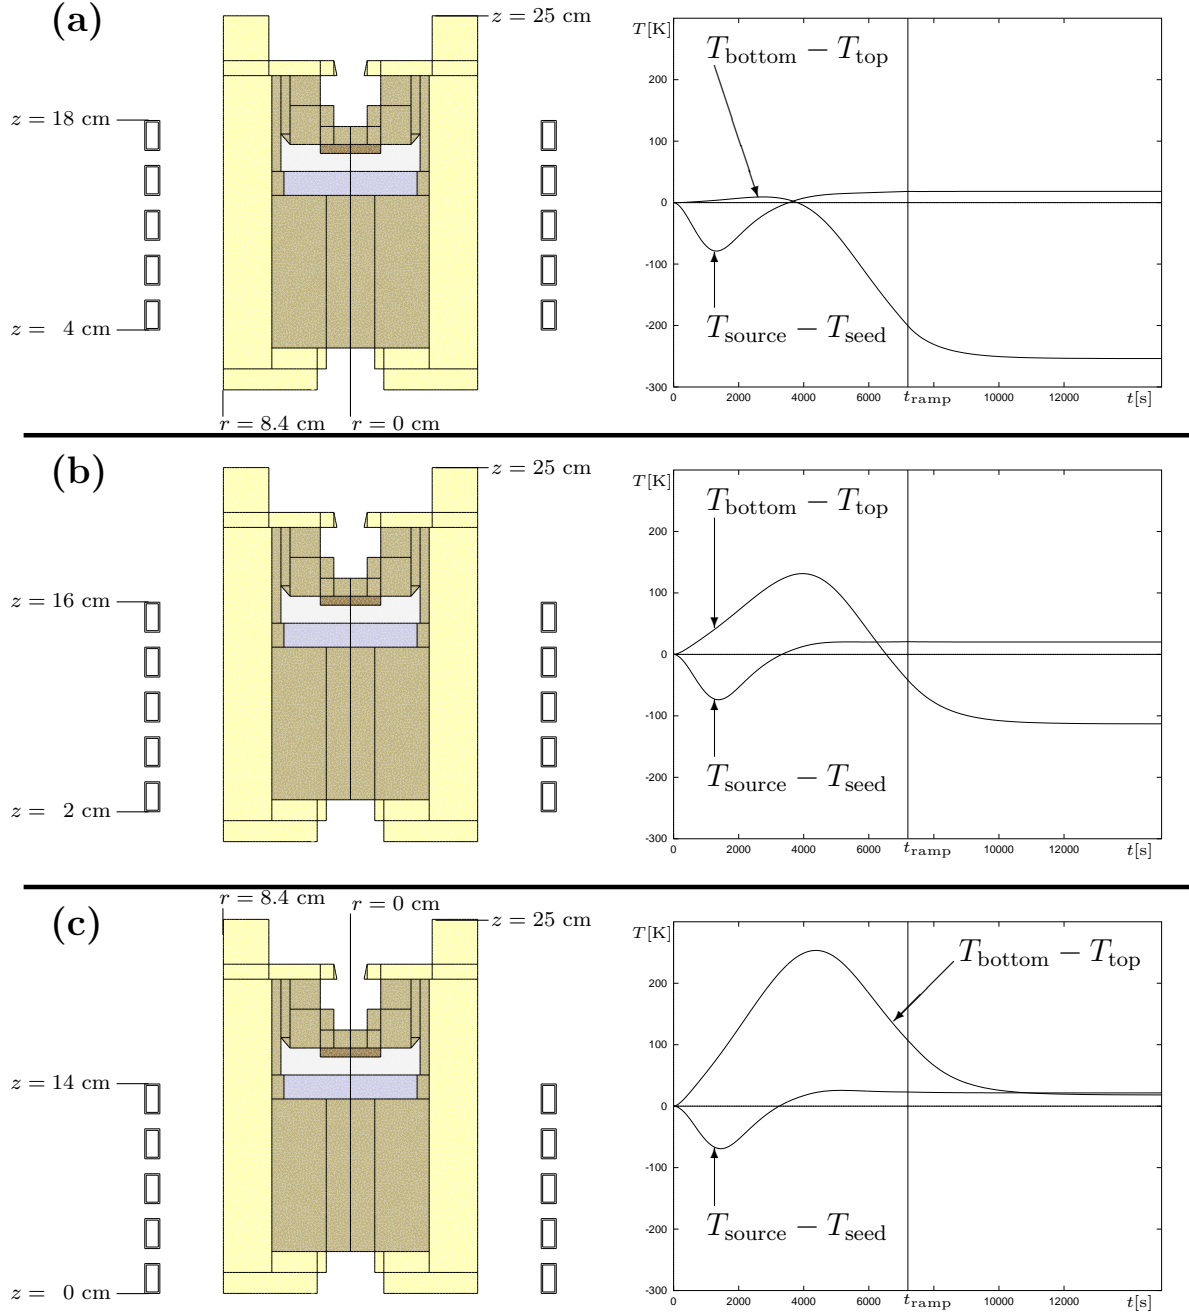 (a)
z = 25 cm
z = 18 cm
z = 4 cm
r = 8.4 cm
r = 0 cm
T[K]
200
100
0
-100
-200
-300
0
2000
4000
6000
t_ramp
10000
12000
t[s]
T_bottom − T_top
T_source − T_seed
(b)
z = 25 cm
z = 16 cm
z = 2 cm
T[K]
200
100
0
-100
-200
-300
0
2000
4000
6000
t_ramp
10000
12000
t[s]
T_bottom − T_top
T_source − T_seed
(c)
r = 8.4 cm
r = 0 cm
z = 25 cm
z = 14 cm
z = 0 cm
T[K]
200
100
0
-100
-200
-300
0
2000
4000
6000
t_ramp
10000
12000
t[s]
T_bottom − T_top
T_source − T_seed